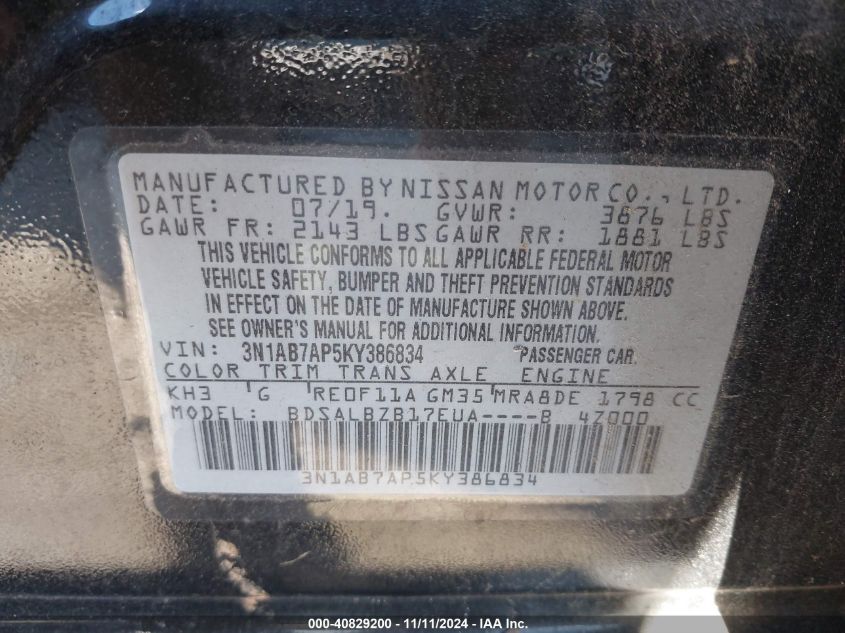 MANUFACTURED BY NISSAN MOTOR CO., LTD.
DATE: 07/19. GVWR: 3876 LBS
GAWR FR: 2143 LBS GAWR RR: 1881 LBS
THIS VEHICLE CONFORMS TO ALL APPLICABLE FEDERAL MOTOR
VEHICLE SAFETY, BUMPER AND THEFT PREVENTION STANDARDS
IN EFFECT ON THE DATE OF MANUFACTURE SHOWN ABOVE.
SEE OWNER'S MANUAL FOR ADDITIONAL INFORMATION.
VIN: 3N1AB7AP5KY386834 PASSENGER CAR.
COLOR TRIM TRANS AXLE ENGINE
KH3 G RE0F11A GM35 MRA8DE 1798 CC
MODEL: BDSALBZB17EUA----B 4Z000
3N1AB7AP5KY386834
000-40829200 - 11/11/2024 - IAA Inc.